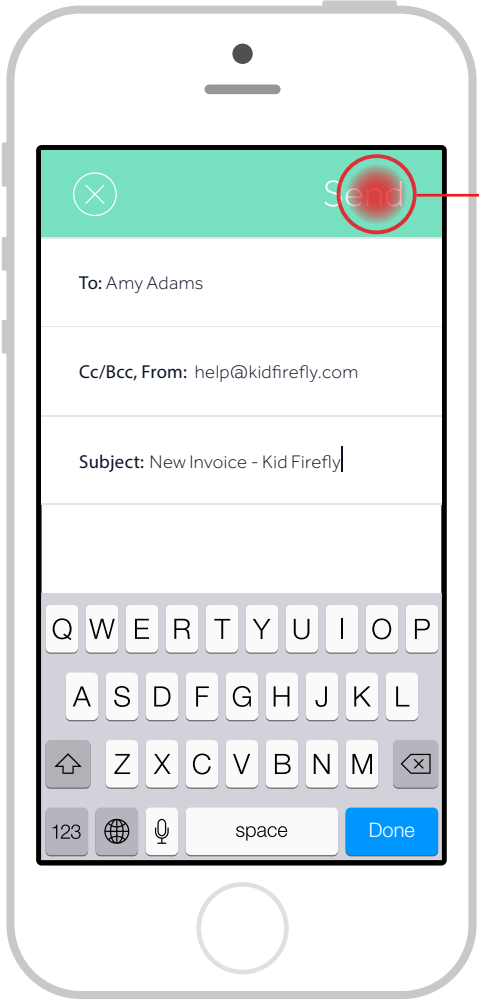 Send
To: Amy Adams
Cc/Bcc, From: help@kidfirefly.com
Subject: New Invoice - Kid Firefly
Q W E R T Y U I O P
A S D F G H J K L
Z X C V B N M
123 space Done